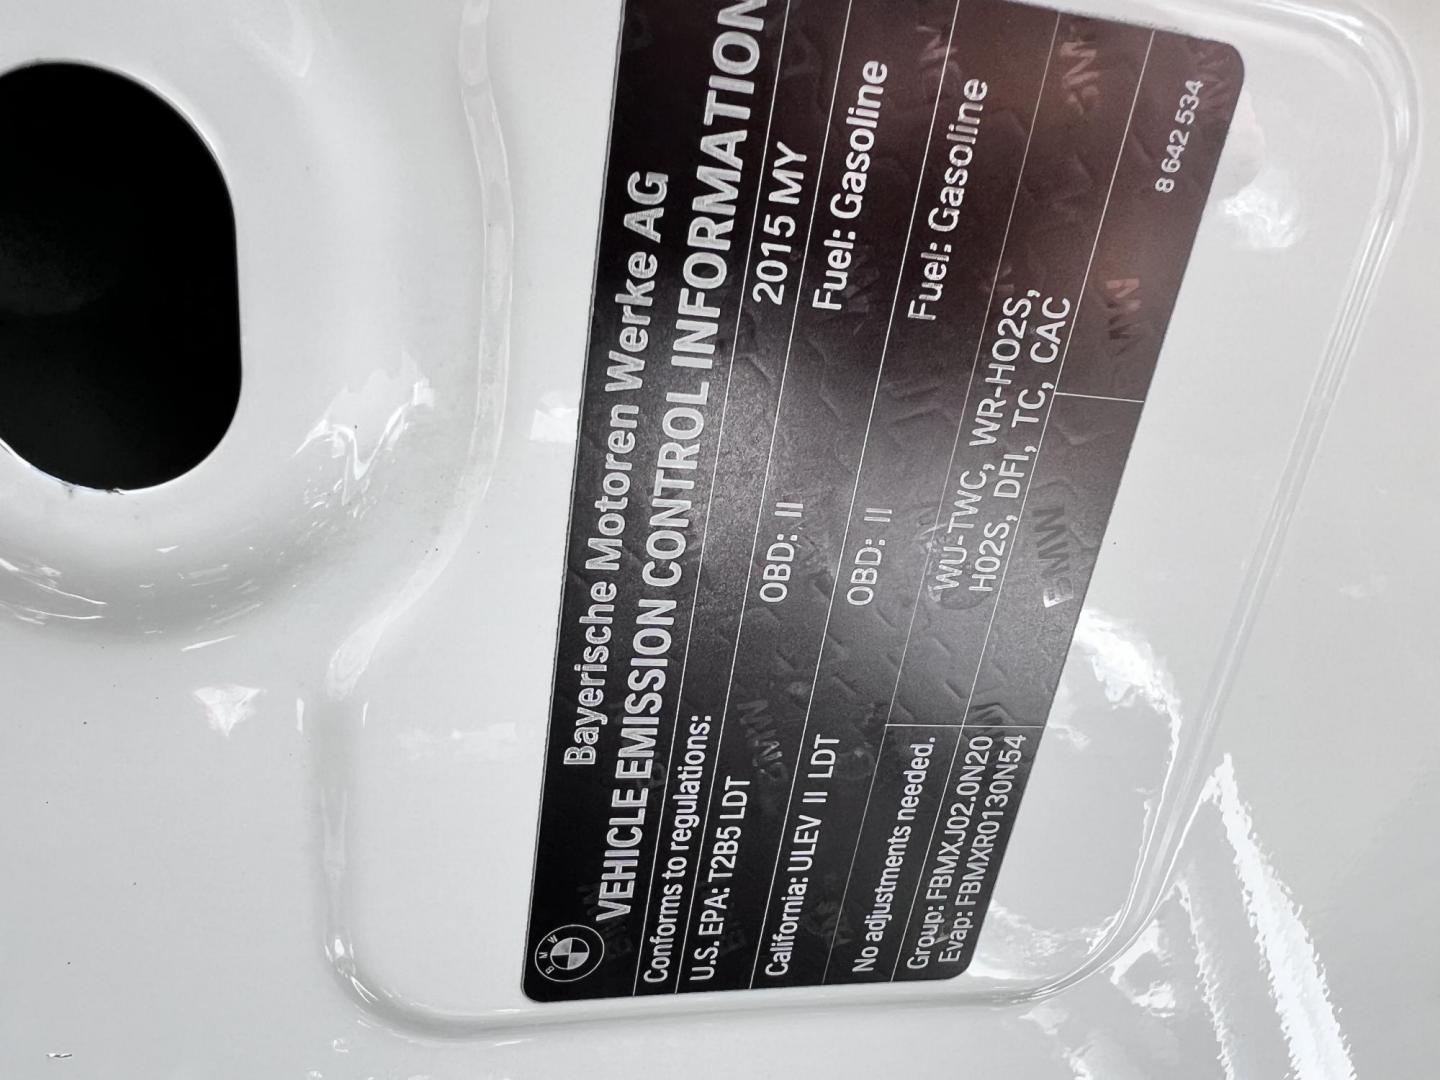 BMW
Bayerische Motoren Werke AG
VEHICLE EMISSION CONTROL INFORMATION
Conforms to regulations: 2015 MY
U.S. EPA: T2B5 LDT OBD: II Fuel: Gasoline
California: ULEV II LDT OBD: II Fuel: Gasoline
No adjustments needed.
Group: FBMXJ02.0N20 WU-TWC, WR-HO2S,
Evap: FBMXR0130N54 H02S, DFI, TC, CAC
8 642 534